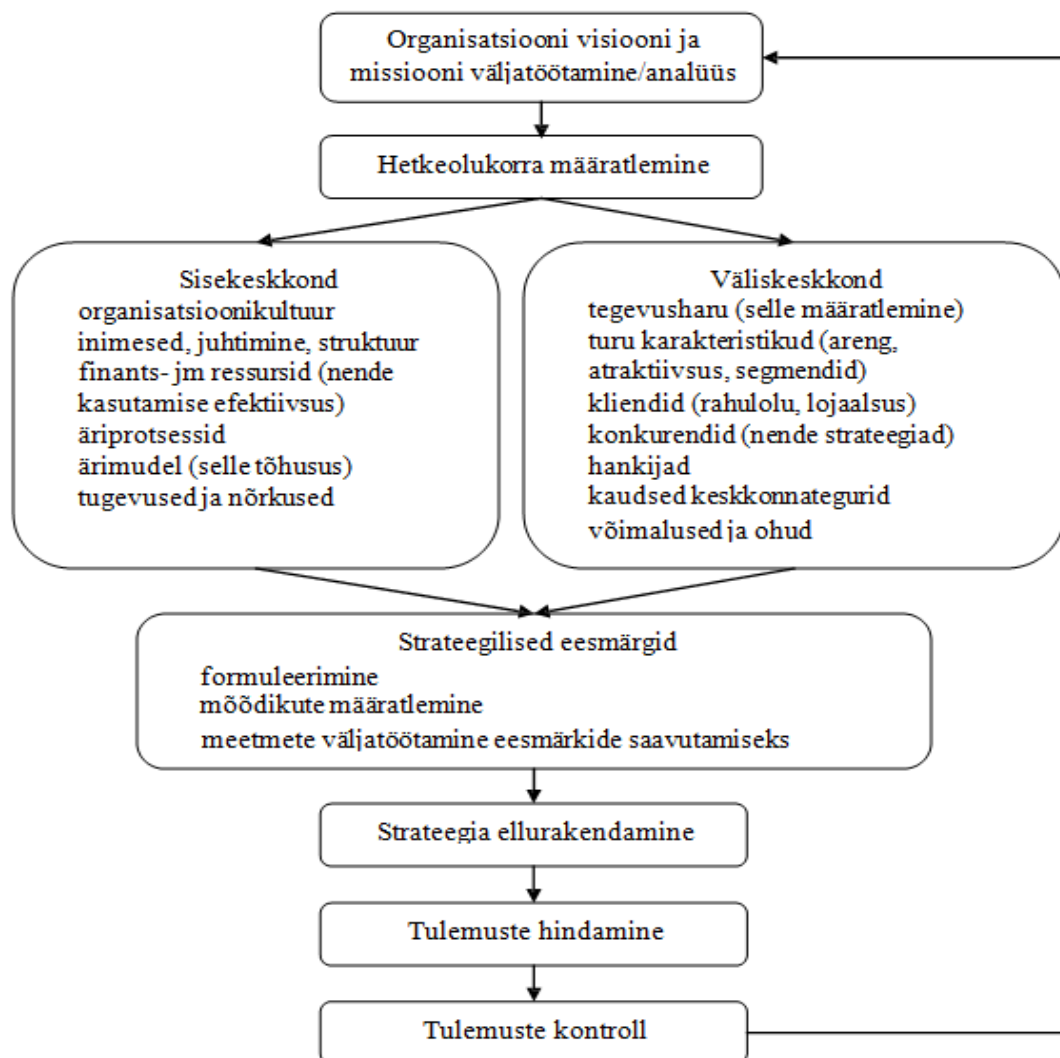 Organisatsiooni visiooni ja
missiooni väljatöötamine/analüüs
Hetkeolukorra määratlemine
Sisekeskkond
organisatsioonikultuur
inimesed, juhtimine, struktuur
finants- jm ressursid (nende
kasutamise efektiivsus)
äriprotsessid
ärimudel (selle tõhusus)
tugevused ja nõrkused
Väliskeskkond
tegevusharu (selle määratlemine)
turu karakteristikud (areng,
atraktiivsus, segmendid)
kliendid (rahulolu, lojaalsus)
konkurendid (nende strateegiad)
hankijad
kaudsed keskkonnategurid
võimalused ja ohud
Strateegilised eesmärgid
formuleerimine
mõõdikute määratlemine
meetmete väljatöötamine eesmärkide saavutamiseks
Strateegia ellurakendamine
Tulemuste hindamine
Tulemuste kontroll